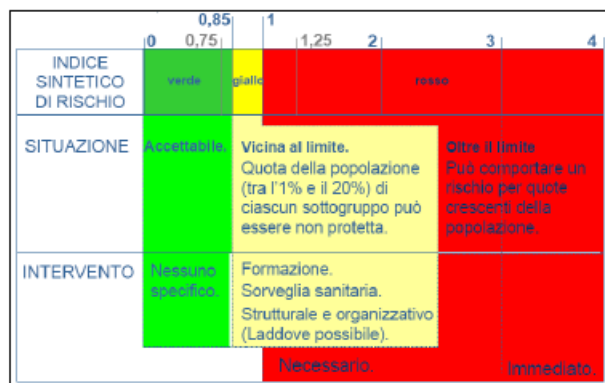 0,85 1
0 0,75 1,25 2 3 4
INDICE
SINTETICO
DI RISCHIO
verde giallo rosso
SITUAZIONE
Accettabile.
Vicina al limite.
Quota della popolazione
(tra l'1% e il 20%) di
ciascun sottogruppo può
essere non protetta.
Oltre il limite
Può comportare un
rischio per quote
crescenti della
popolazione.
INTERVENTO
Nessuno
specifico.
Formazione.
Sorveglia sanitaria.
Strutturale e organizzativo
(Laddove possibile).
Necessario. Immediato.